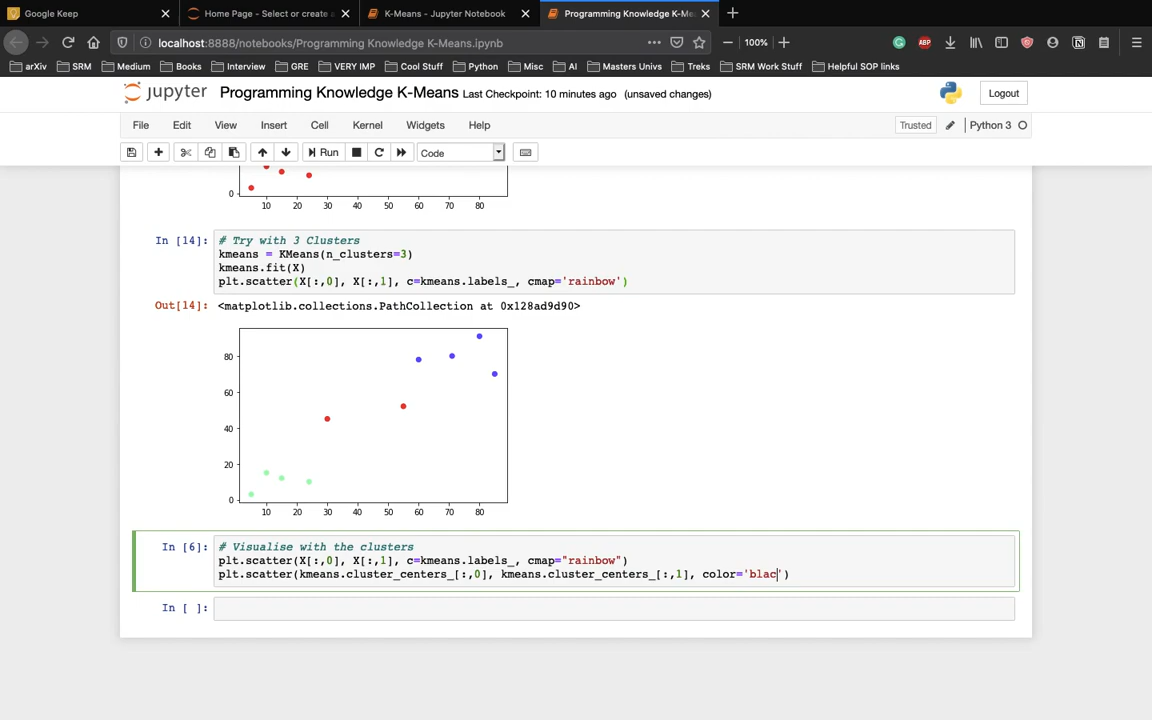 Google Keep
Home Page - Select or create a
K-Means - Jupyter Notebook
Programming Knowledge K-Me
localhost:8888/notebooks/Programming Knowledge K-Means.ipynb
100%
arXiv SRM Medium Books Interview GRE VERY IMP Cool Stuff Python Misc AI Masters Univs Treks SRM Work Stuff Helpful SOP links
jupyter Programming Knowledge K-Means Last Checkpoint: 10 minutes ago (unsaved changes)
Logout
File Edit View Insert Cell Kernel Widgets Help
Trusted
Python 3
Run
Code
0
10 20 30 40 50 60 70 80
In [14]:
# Try with 3 Clusters
kmeans = KMeans(n_clusters=3)
kmeans.fit(X)
plt.scatter(X[:,0], X[:,1], c=kmeans.labels_, cmap='rainbow')
Out[14]: <matplotlib.collections.PathCollection at 0x128ad9d90>
80
60
40
20
0
10 20 30 40 50 60 70 80
In [6]:
# Visualise with the clusters
plt.scatter(X[:,0], X[:,1], c=kmeans.labels_, cmap="rainbow")
plt.scatter(kmeans.cluster_centers_[:,0], kmeans.cluster_centers_[:,1], color='blac')
In [ ]: